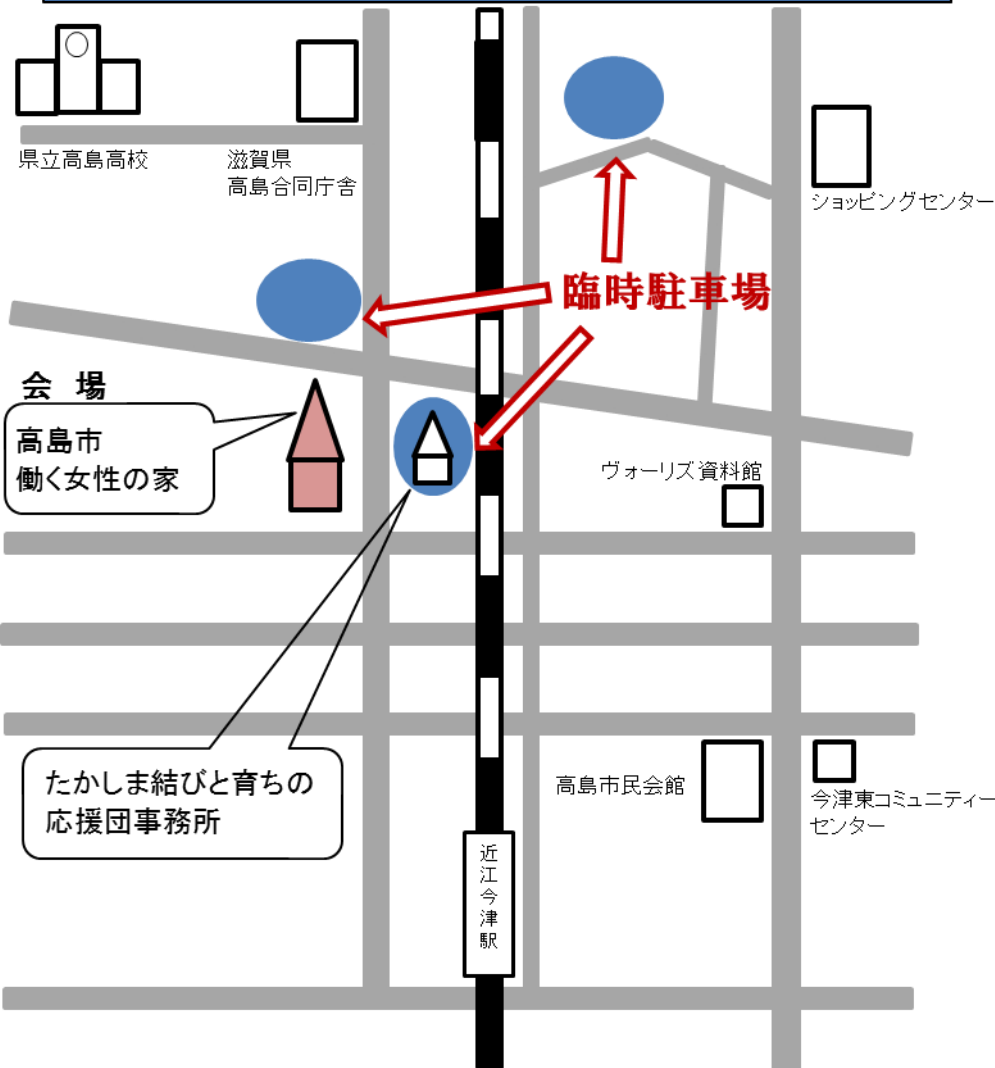 県立高島高校
滋賀県
高島合同庁舎
ショッピングセンター
臨時駐車場
会 場
高島市
働く女性の家
ヴォーリズ資料館
たかしま結びと育ちの
応援団事務所
高島市民会館
今津東コミュニティー
センター
近江今津駅